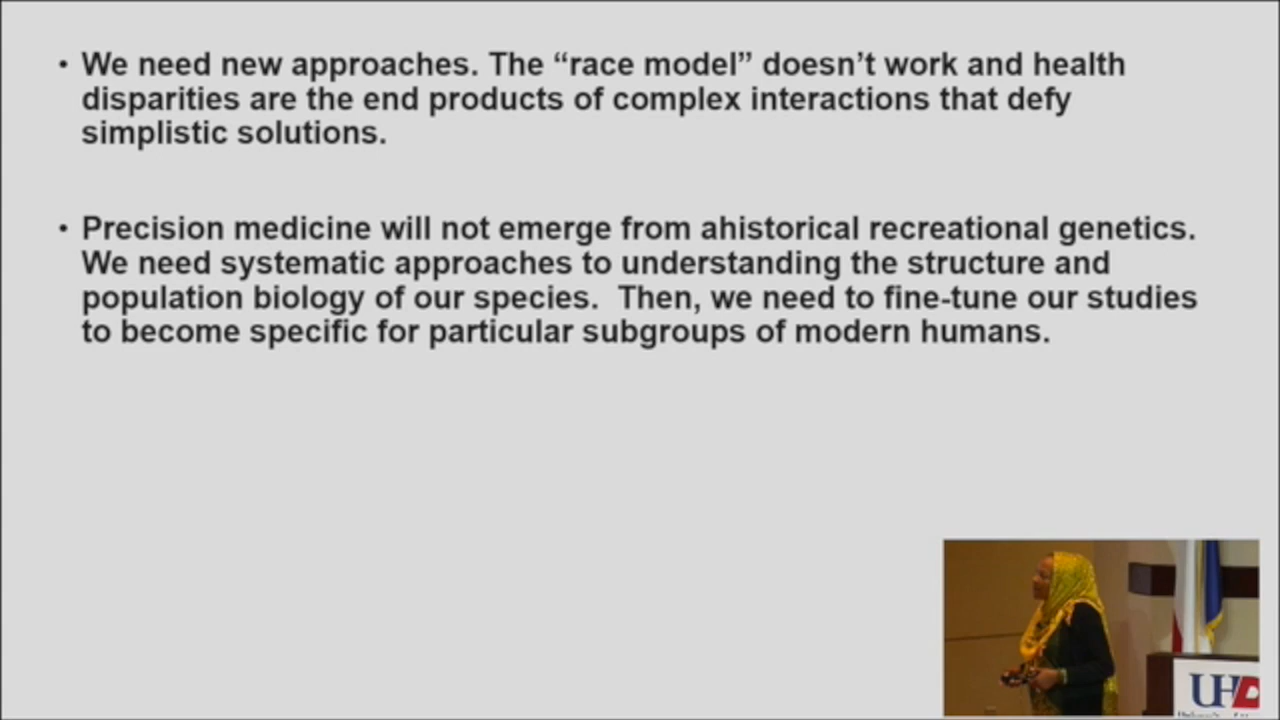 • We need new approaches. The “race model” doesn’t work and health
disparities are the end products of complex interactions that defy
simplistic solutions.
• Precision medicine will not emerge from ahistorical recreational genetics.
We need systematic approaches to understanding the structure and
population biology of our species.  Then, we need to fine-tune our studies
to become specific for particular subgroups of modern humans.
UHD